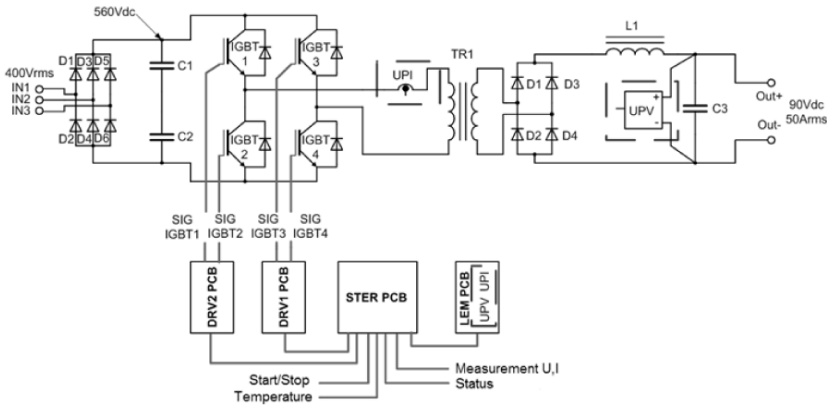 560Vdc
L1
D1 D3 D5
C1
IGBT
1
IGBT
3
TR1
400Vrms
UPI
IN1
IN2
IN3
D1
D3
UPV
+
-
C3
Out+
90Vdc
50Arms
Out-
D2 D4 D6
C2
IGBT
2
IGBT
4
D2
D4
SIG
IGBT1
SIG
IGBT2
SIG
IGBT3
SIG
IGBT4
DRV2 PCB
DRV1 PCB
STER PCB
LEM PCB
UPV UPI
Measurement U,I
Start/Stop
Status
Temperature